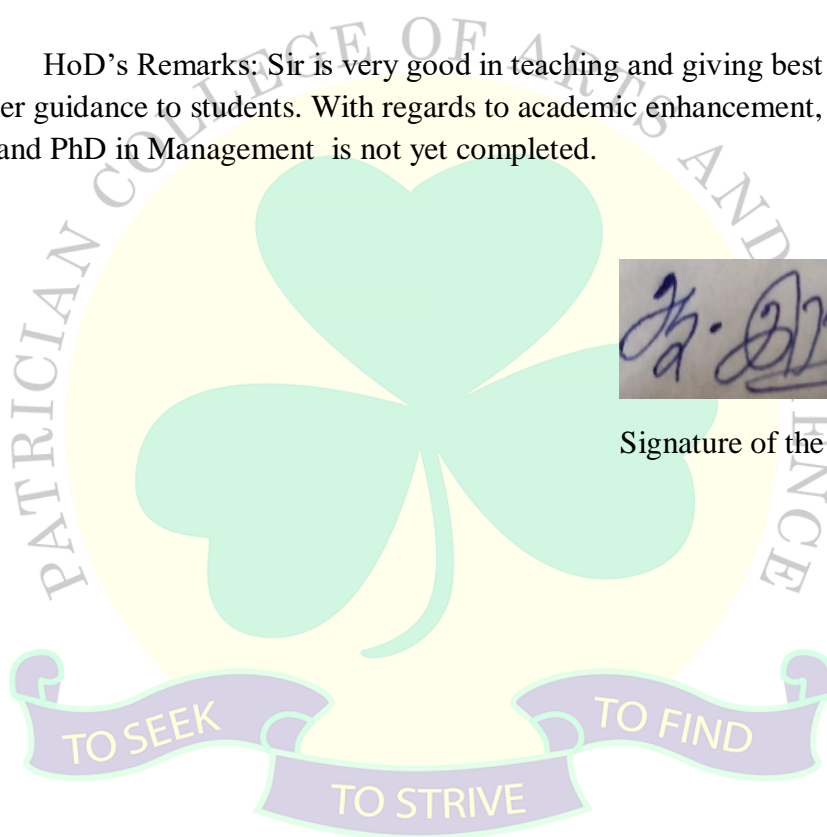 HoD’s Remarks: Sir is very good in teaching and giving best
er guidance to students. With regards to academic enhancement,
and PhD in Management is not yet completed.
Signature of the
PATRICIAN COLLEGE OF ARTS AND
ENCE
TO SEEK
TO STRIVE
TO FIND